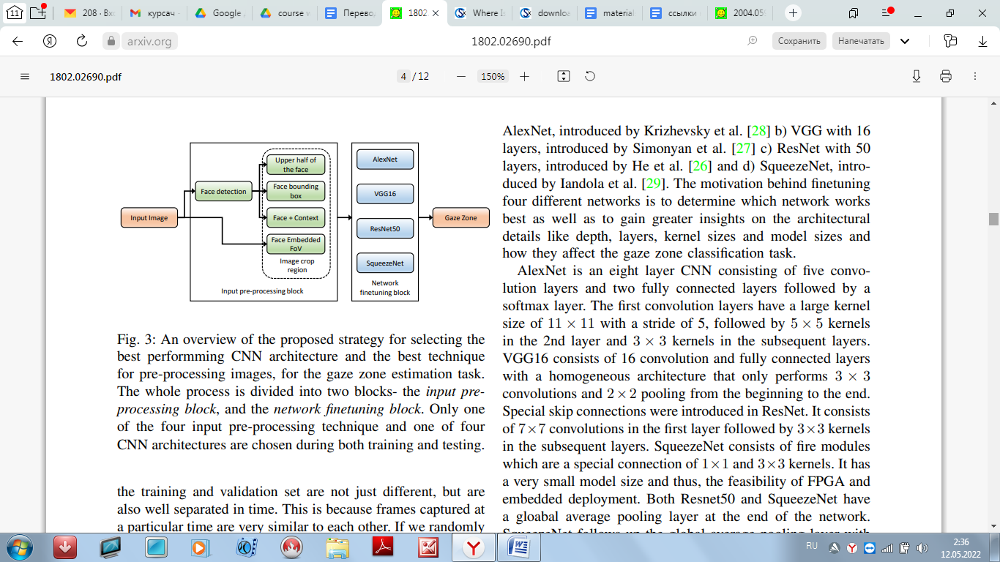 11
208 · Вхо
курсач -
Google
course w
Перево
1802
Where Is
downloa
material
ссылки
2004.05
arxiv.org
1802.02690.pdf
Сохранить
Напечатать
1802.02690.pdf
4 / 12
150%
Input Image
Face detection
Upper half of
the face
Face bounding
box
Face + Context
Face Embedded
FoV
Image crop
region
Input pre-processing block
AlexNet
VGG16
ResNet50
SqueezeNet
Network
finetuning block
Gaze Zone
Fig. 3: An overview of the proposed strategy for selecting the
best performming CNN architecture and the best technique
for pre-processing images, for the gaze zone estimation task.
The whole process is divided into two blocks- the input pre-
processing block, and the network finetuning block. Only one
of the four input pre-processing technique and one of four
CNN architectures are chosen during both training and testing.
the training and validation set are not just different, but are
also well separated in time. This is because frames captured at
a particular time are very similar to each other. If we randomly
AlexNet, introduced by Krizhevsky et al. [28] b) VGG with 16
layers, introduced by Simonyan et al. [27] c) ResNet with 50
layers, introduced by He et al. [26] and d) SqueezeNet, intro-
duced by Iandola et al. [29]. The motivation behind finetuning
four different networks is to determine which network works
best as well as to gain greater insights on the architectural
details like depth, layers, kernel sizes and model sizes and
how they affect the gaze zone classification task.
AlexNet is an eight layer CNN consisting of five convo-
lution layers and two fully connected layers followed by a
softmax layer. The first convolution layers have a large kernel
size of 11 × 11 with a stride of 5, followed by 5 × 5 kernels
in the 2nd layer and 3 × 3 kernels in the subsequent layers.
VGG16 consists of 16 convolution and fully connected layers
with a homogeneous architecture that only performs 3 × 3
convolutions and 2 × 2 pooling from the beginning to the end.
Special skip connections were introduced in ResNet. It consists
of 7×7 convolutions in the first layer followed by 3×3 kernels
in the subsequent layers. SqueezeNet consists of fire modules
which are a special connection of 1×1 and 3×3 kernels. It has
a very small model size and thus, the feasibility of FPGA and
embedded deployment. Both Resnet50 and SqueezeNet have
a gloabal average pooling layer at the end of the network.
SqueezeNet follows up the global average pooling layer with
RU
2:36
12.05.2022